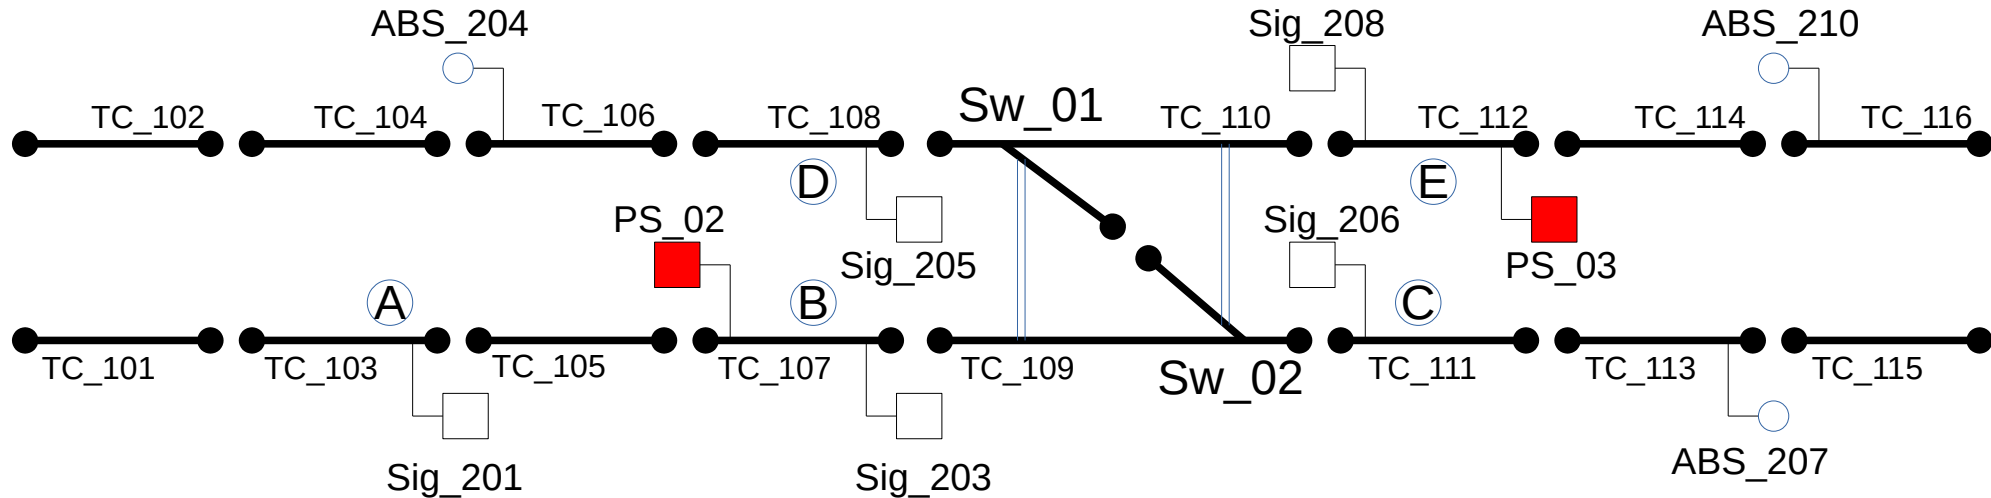 ABS_204
Sig_208
ABS_210
TC_102
TC_104
TC_106
TC_108
Sw_01
TC_110
TC_112
TC_114
TC_116
D
E
PS_02
Sig_205
Sig_206
PS_03
A
B
C
TC_101
TC_103
TC_105
TC_107
TC_109
Sw_02
TC_111
TC_113
TC_115
Sig_201
Sig_203
ABS_207